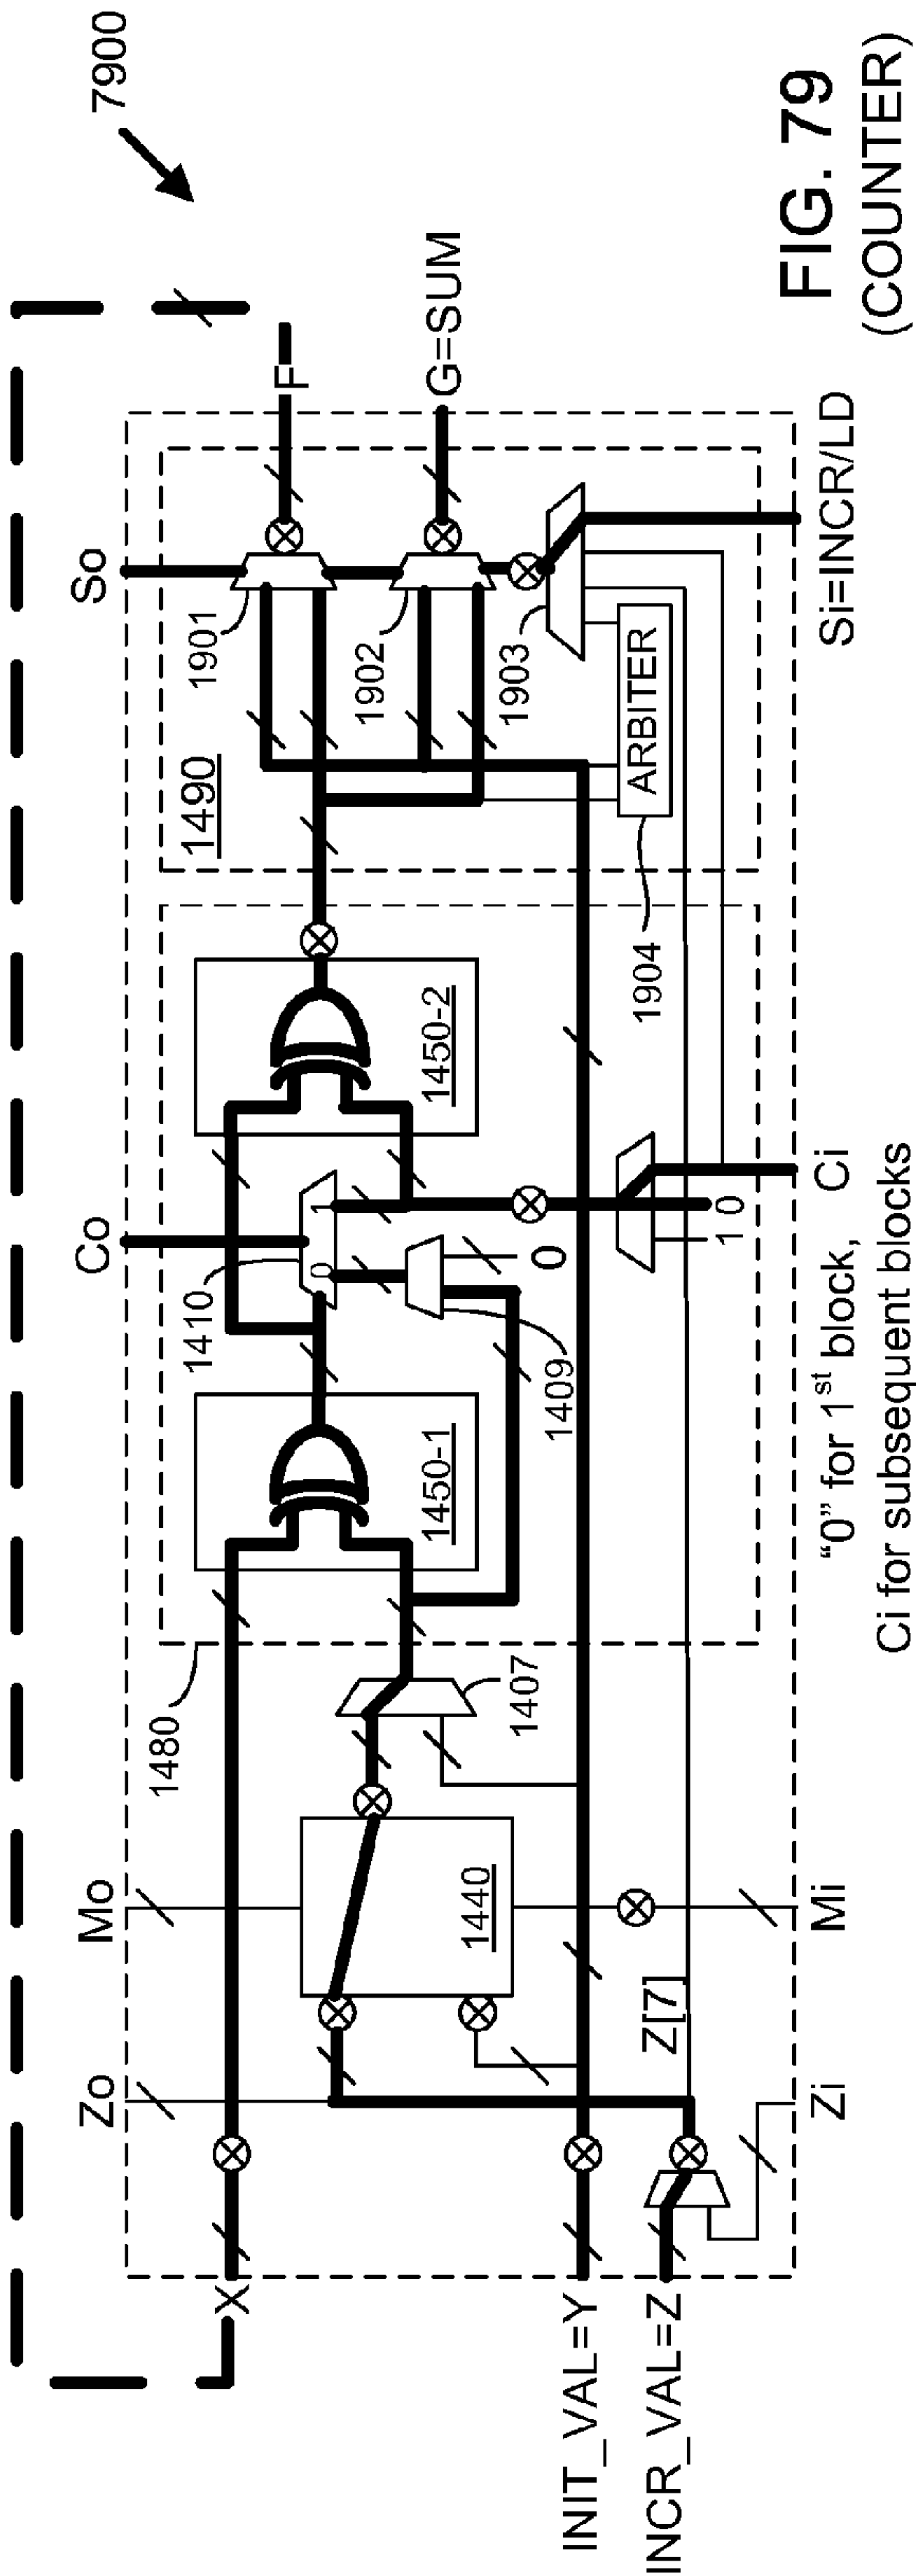 7900
So
Co
Mo
Zo
F
G=SUM
X
INIT_VAL=Y
INCR_VAL=Z
1480
1410
1490
1901
1902
1903
1450-1
1450-2
1440
1407
1409
0
1
0
ARBITER
1904
Z[7]
1 0
Zi
Mi
Ci
Si=INCR/LD
"0" for 1st block,
Ci for subsequent blocks
FIG. 79
(COUNTER)